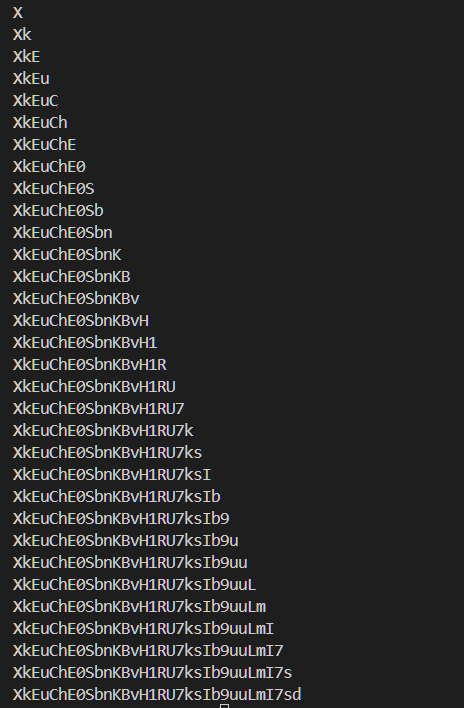 X
Xk
XkE
XkEu
XkEuC
XkEuCh
XkEuChE
XkEuChE0
XkEuChE0S
XkEuChE0Sb
XkEuChE0Sbn
XkEuChE0SbnK
XkEuChE0SbnKB
XkEuChE0SbnKBv
XkEuChE0SbnKBvH
XkEuChE0SbnKBvH1
XkEuChE0SbnKBvH1R
XkEuChE0SbnKBvH1RU
XkEuChE0SbnKBvH1RU7
XkEuChE0SbnKBvH1RU7k
XkEuChE0SbnKBvH1RU7ks
XkEuChE0SbnKBvH1RU7ksI
XkEuChE0SbnKBvH1RU7ksIb
XkEuChE0SbnKBvH1RU7ksIb9
XkEuChE0SbnKBvH1RU7ksIb9u
XkEuChE0SbnKBvH1RU7ksIb9uu
XkEuChE0SbnKBvH1RU7ksIb9uuL
XkEuChE0SbnKBvH1RU7ksIb9uuLm
XkEuChE0SbnKBvH1RU7ksIb9uuLmI
XkEuChE0SbnKBvH1RU7ksIb9uuLmI7
XkEuChE0SbnKBvH1RU7ksIb9uuLmI7s
XkEuChE0SbnKBvH1RU7ksIb9uuLmI7sd